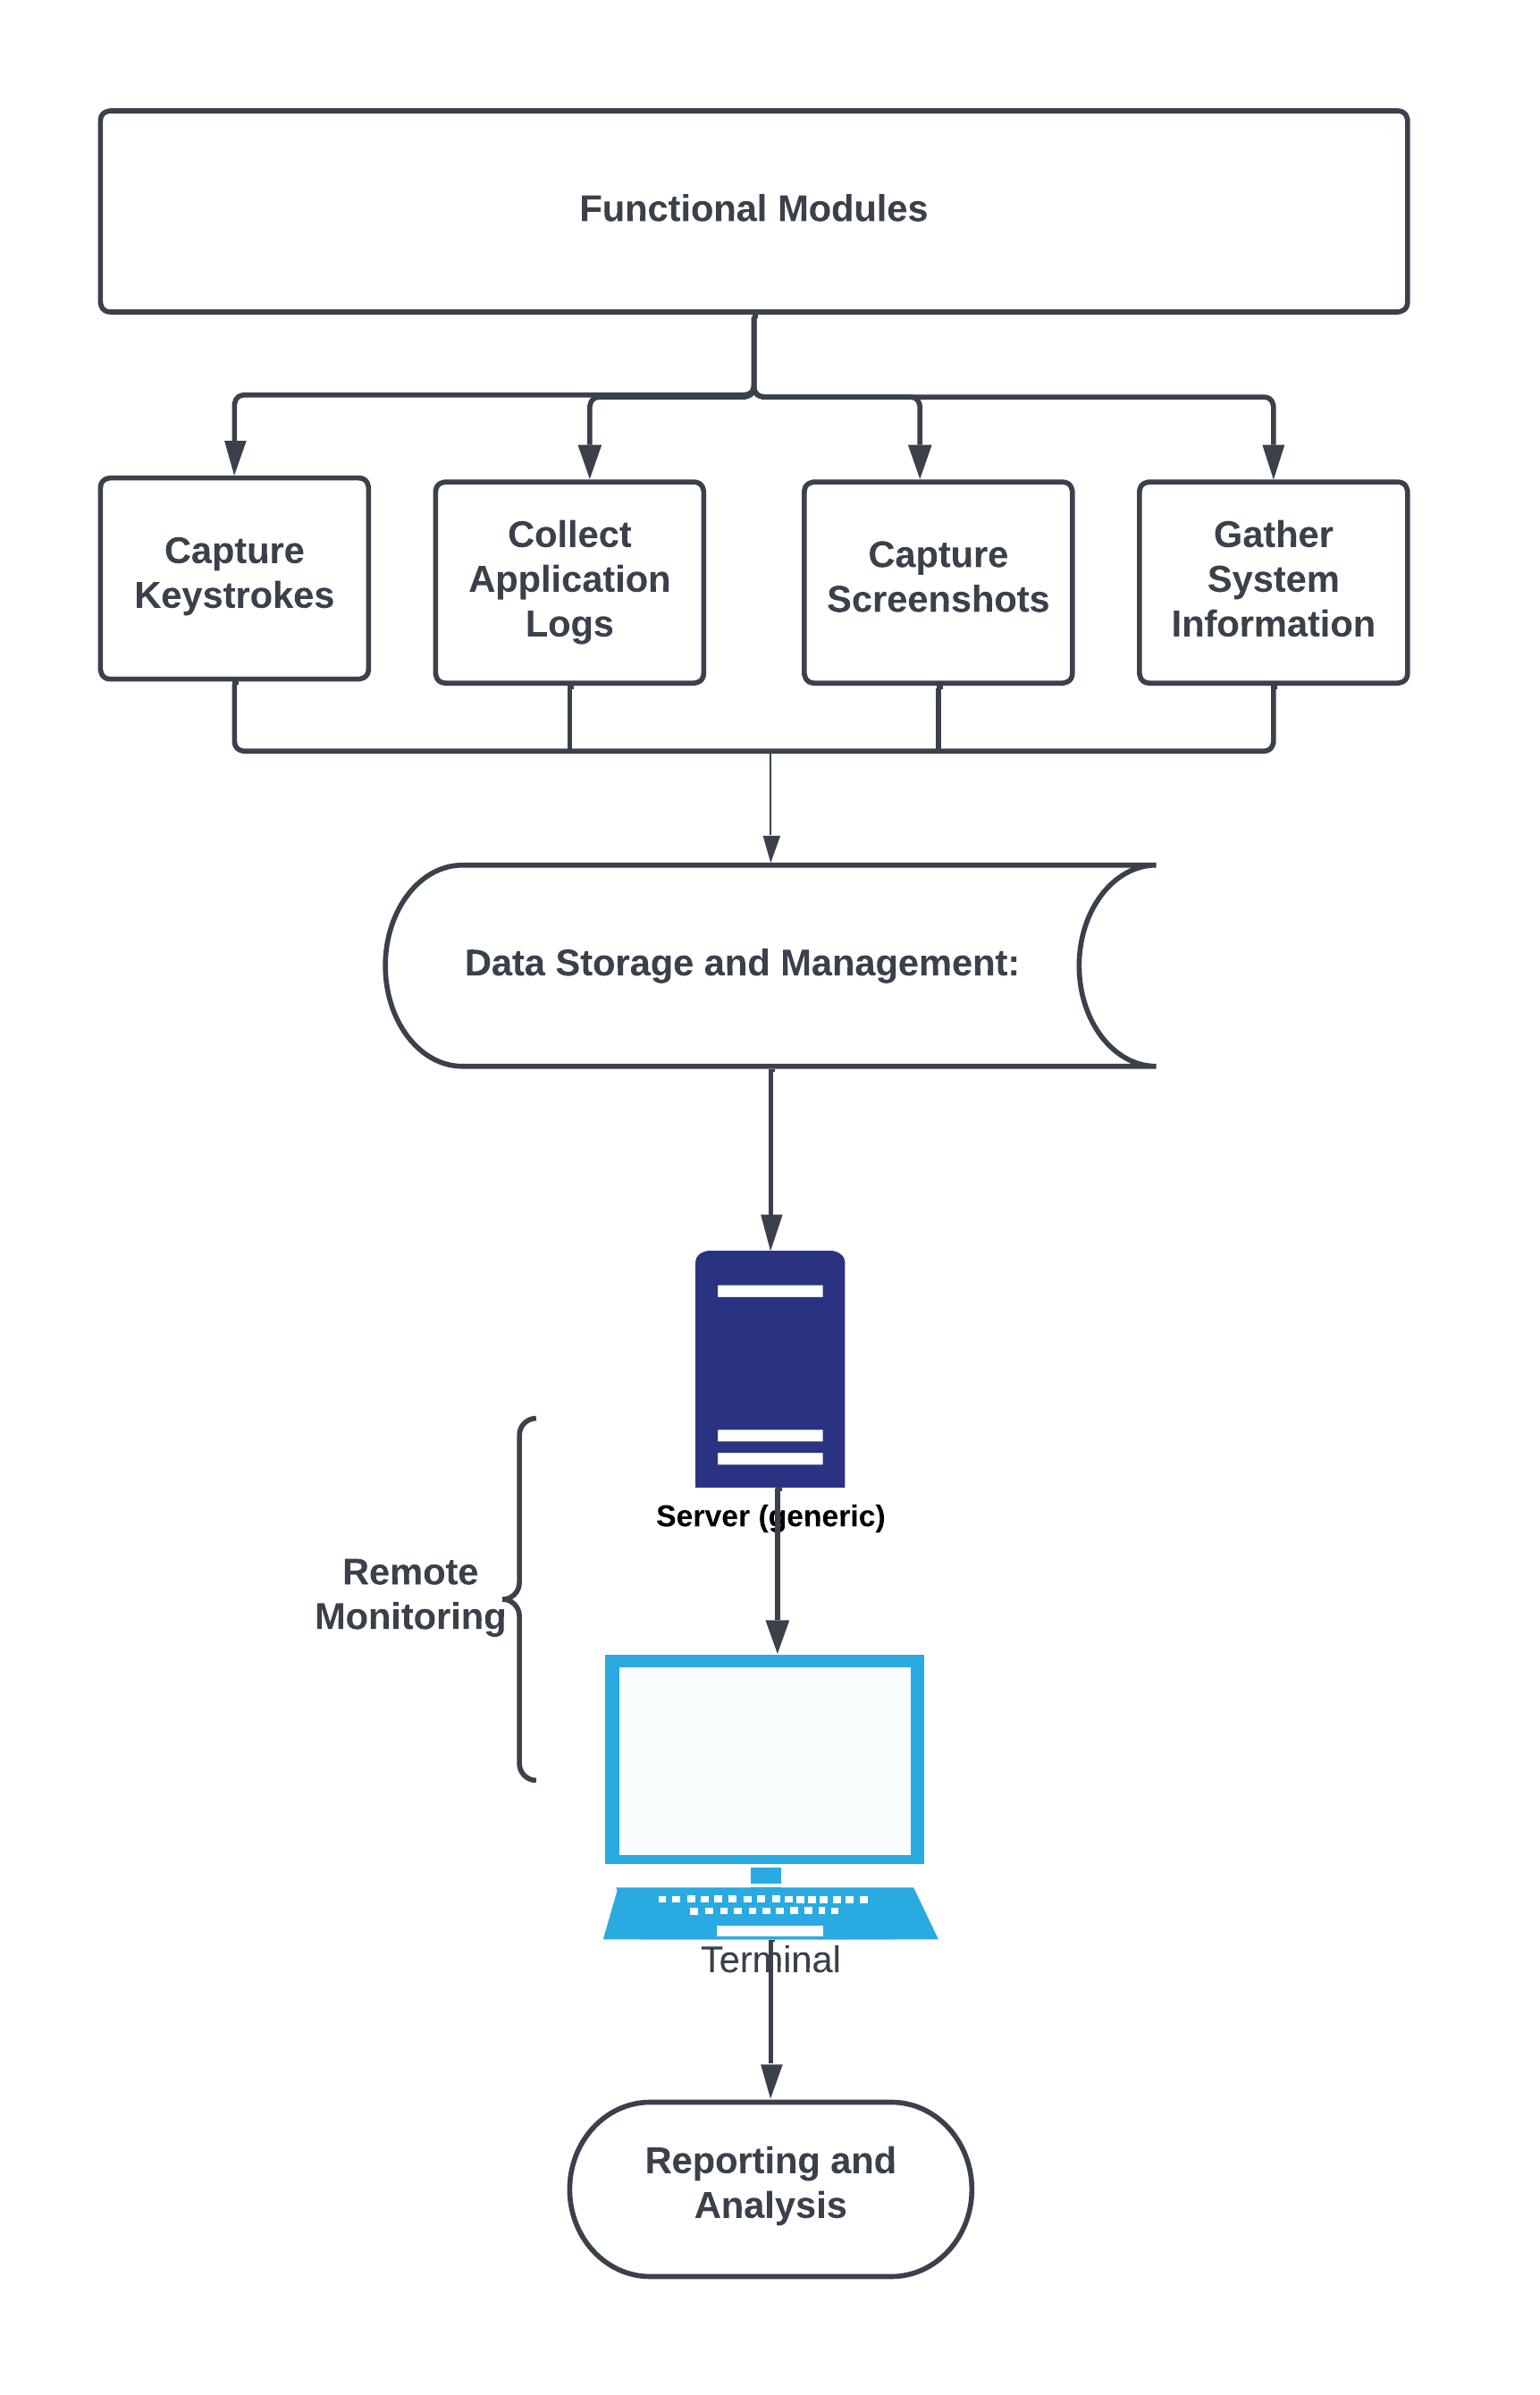 Functional Modules
Capture
Keystrokes
Collect
Application
Logs
Capture
Screenshots
Gather
System
Information
Data Storage and Management:
Server (generic)
Remote
Monitoring
Terminal
Reporting and
Analysis